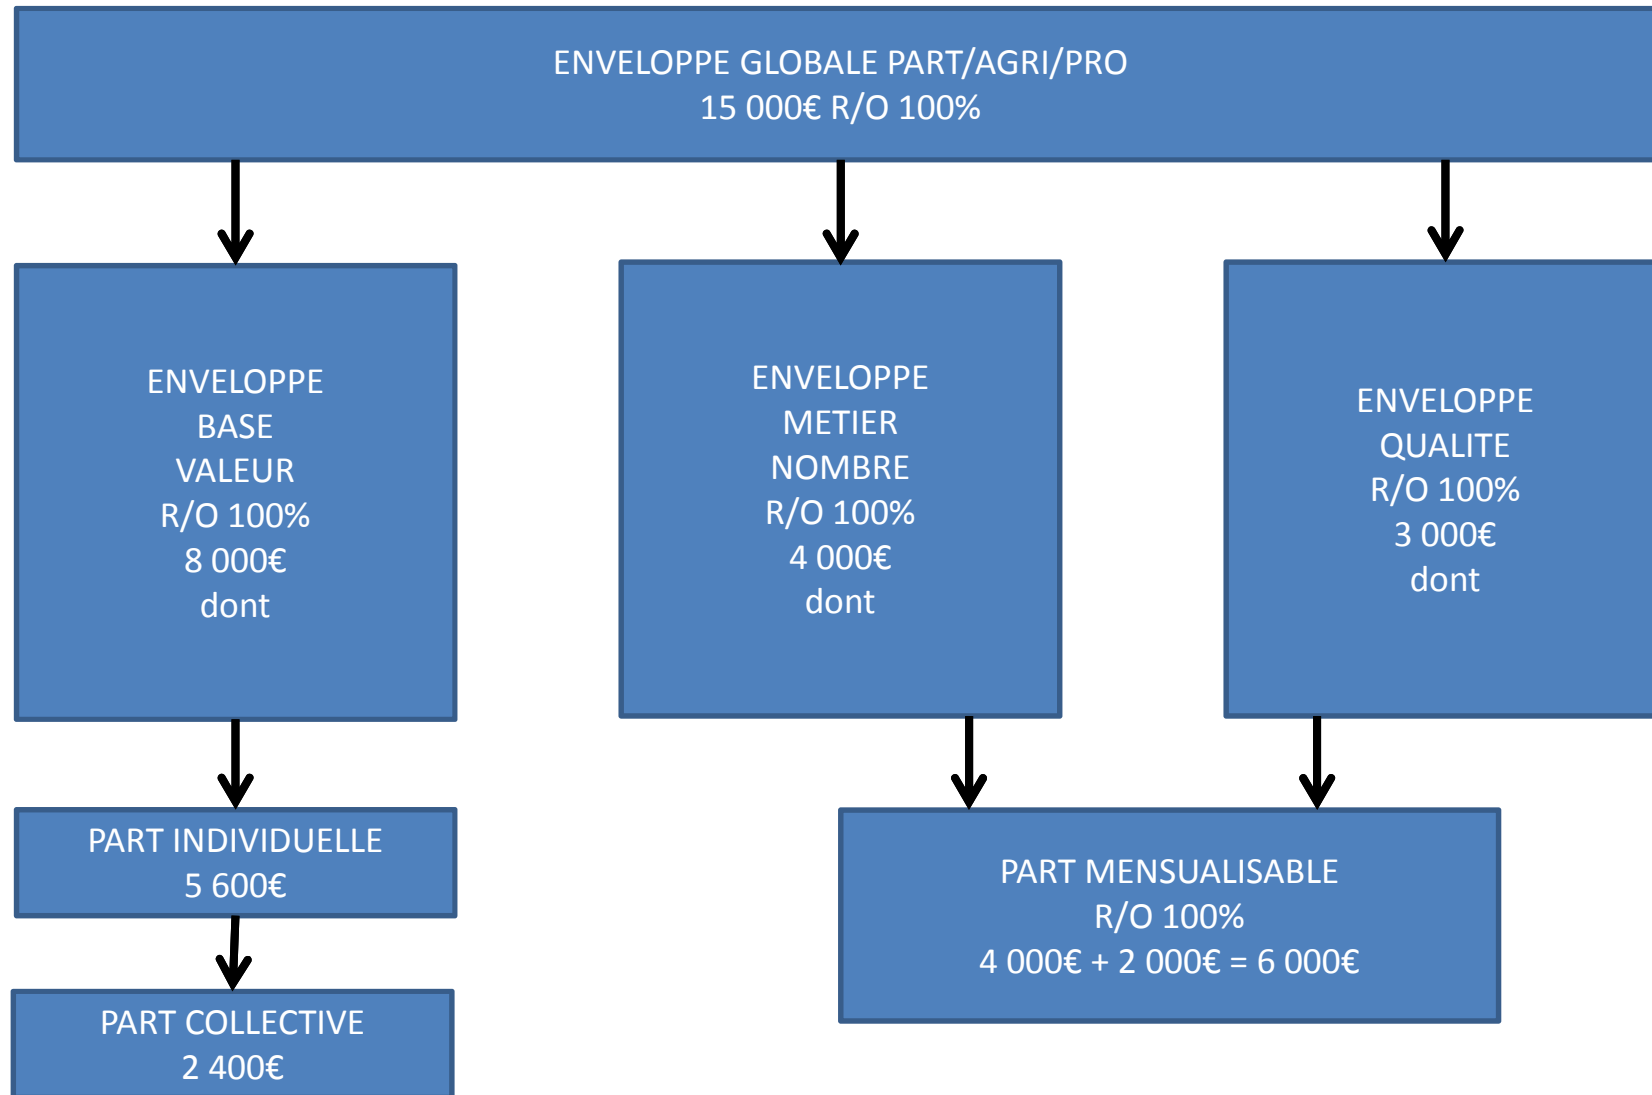 ENVELOPPE GLOBALE PART/AGRI/PRO
15 000€ R/O 100%
ENVELOPPE
BASE
VALEUR
R/O 100%
8 000€
dont
ENVELOPPE
METIER
NOMBRE
R/O 100%
4 000€
dont
ENVELOPPE
QUALITE
R/O 100%
3 000€
dont
PART INDIVIDUELLE
5 600€
PART COLLECTIVE
2 400€
PART MENSUALISABLE
R/O 100%
4 000€ + 2 000€ = 6 000€